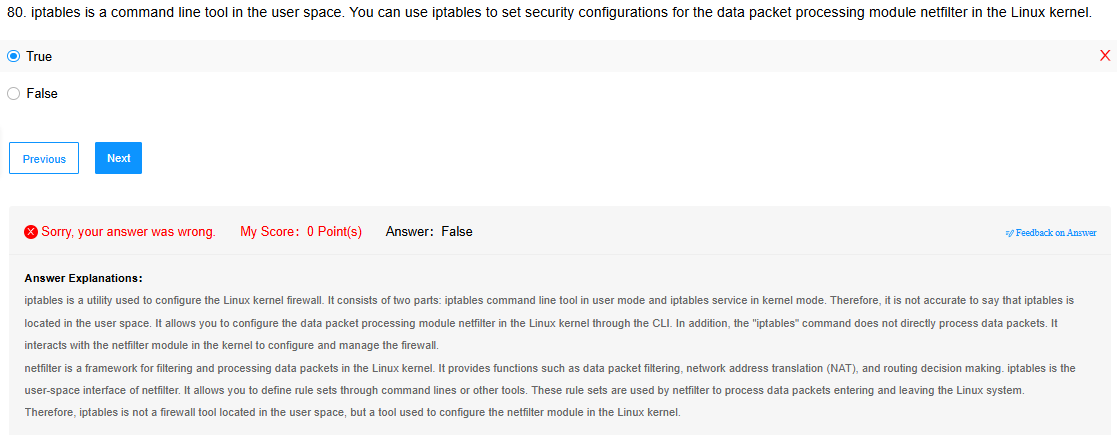 80. iptables is a command line tool in the user space. You can use iptables to set security configurations for the data packet processing module netfilter in the Linux kernel.
True
X
False
Previous
Next
Sorry, your answer was wrong. My Score: 0 Point(s) Answer: False
Feedback on Answer
Answer Explanations:
iptables is a utility used to configure the Linux kernel firewall. It consists of two parts: iptables command line tool in user mode and iptables service in kernel mode. Therefore, it is not accurate to say that iptables is
located in the user space. It allows you to configure the data packet processing module netfilter in the Linux kernel through the CLI. In addition, the "iptables" command does not directly process data packets. It
interacts with the netfilter module in the kernel to configure and manage the firewall.
netfilter is a framework for filtering and processing data packets in the Linux kernel. It provides functions such as data packet filtering, network address translation (NAT), and routing decision making. iptables is the
user-space interface of netfilter. It allows you to define rule sets through command lines or other tools. These rule sets are used by netfilter to process data packets entering and leaving the Linux system.
Therefore, iptables is not a firewall tool located in the user space, but a tool used to configure the netfilter module in the Linux kernel.